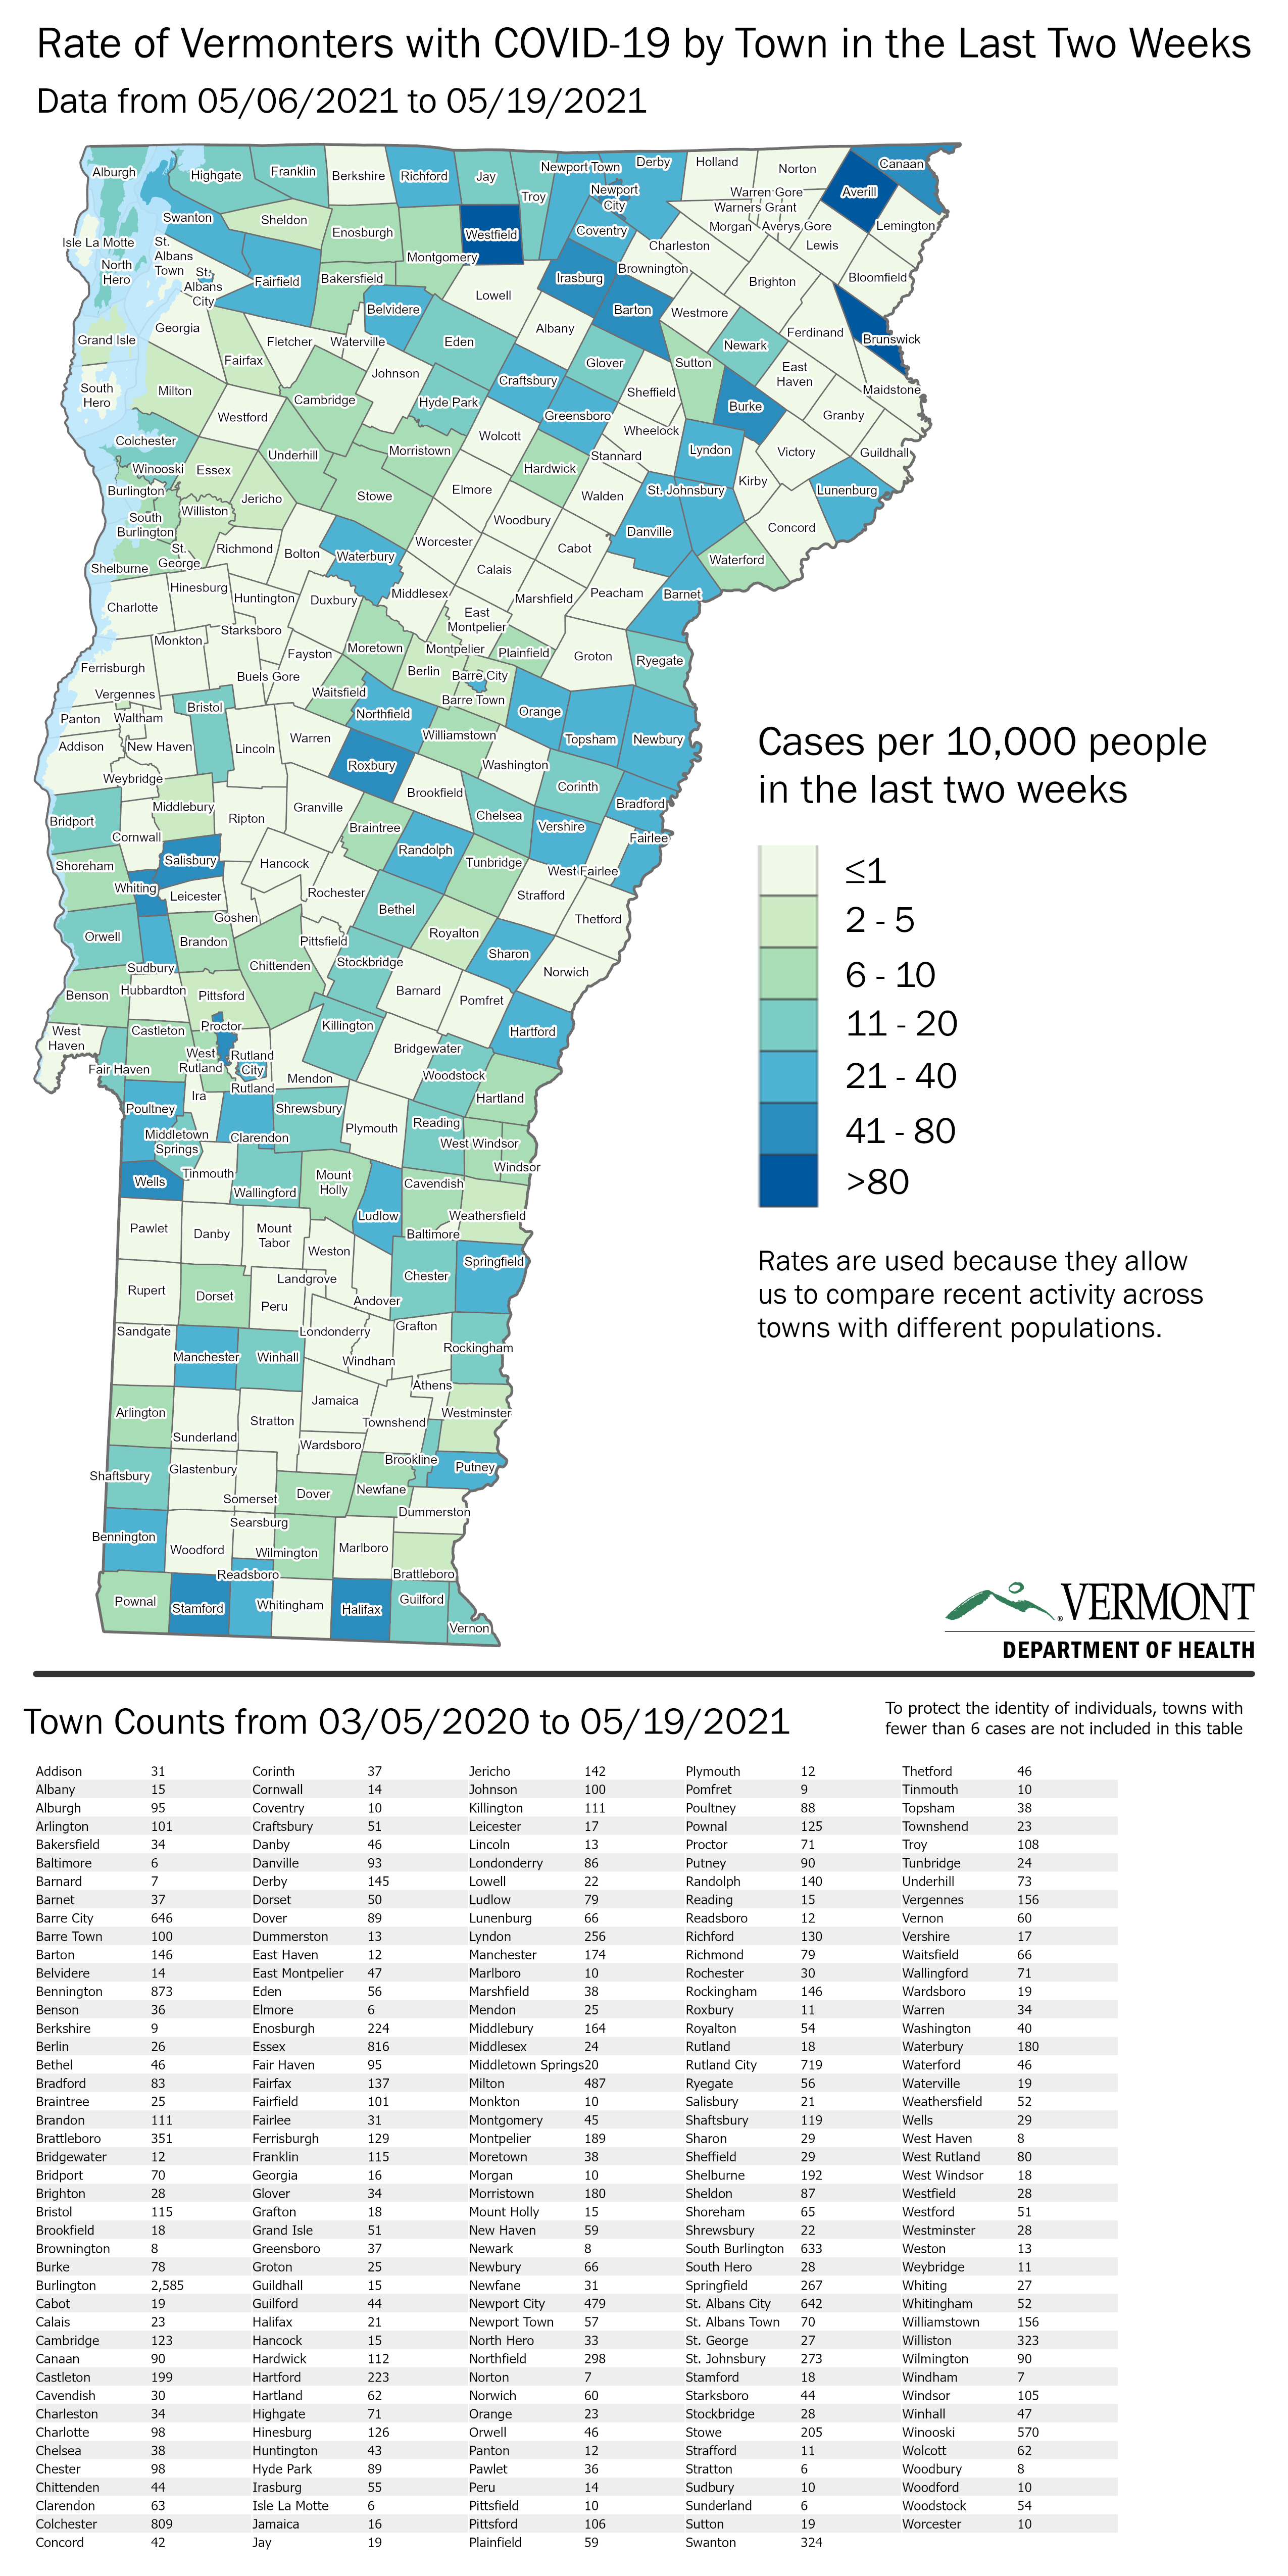 Rate of Vermonters with COVID-19 by Town in the Last Two Weeks
Data from 05/06/2021 to 05/19/2021
Alburgh
Highgate
Franklin
Berkshire
Richford
Jay
Troy
Newport Town
Derby
Holland
Norton
Averill
Canaan
Newport
City
Warren Gore
Warners Grant
Swanton
Sheldon
Enosburgh
Westfield
Coventry
Morgan
Averys Gore
Lewis
Lemington
Isle La Motte
St.
Albans
Town
North
Hero
St.
Albans
City
Fairfield
Bakersfield
Montgomery
Irasburg
Charleston
Brownington
Brighton
Bloomfield
Lowell
Belvidere
Barton
Westmore
Georgia
Albany
Ferdinand
Brunswick
Grand Isle
Fletcher
Waterville
Eden
Newark
Fairfax
Glover
Sutton
East
Haven
Johnson
Craftsbury
Maidstone
South
Hero
Milton
Cambridge
Hyde Park
Sheffield
Burke
Granby
Westford
Greensboro
Wheelock
Colchester
Wolcott
Stannard
Lyndon
Victory
Guildhall
Winooski
Essex
Underhill
Morristown
Hardwick
Kirby
Burlington
Jericho
Stowe
Elmore
Walden
St. Johnsbury
Lunenburg
South
Burlington
Williston
Woodbury
Danville
Concord
St.
George
Richmond
Bolton
Waterbury
Worcester
Cabot
Waterford
Shelburne
Calais
Hinesburg
Huntington
Duxbury
Middlesex
Marshfield
Peacham
Barnet
Charlotte
East
Montpelier
Starksboro
Monkton
Fayston
Moretown
Montpelier
Plainfield
Groton
Ryegate
Ferrisburgh
Buels Gore
Berlin
Barre City
Vergennes
Waitsfield
Barre Town
Bristol
Northfield
Orange
Panton
Waltham
Williamstown
Topsham
Newbury
Addison
New Haven
Lincoln
Warren
Roxbury
Washington
Weybridge
Brookfield
Corinth
Middlebury
Granville
Bradford
Bridport
Ripton
Braintree
Chelsea
Vershire
Cornwall
Fairlee
Shoreham
Salisbury
Hancock
Randolph
Tunbridge
West Fairlee
Whiting
Leicester
Rochester
Strafford
Goshen
Bethel
Thetford
Orwell
Brandon
Pittsfield
Royalton
Sharon
Sudbury
Chittenden
Stockbridge
Norwich
Benson
Hubbardton
Pittsford
Barnard
Pomfret
West
Haven
Castleton
Proctor
Killington
Hartford
Fair Haven
West
Rutland
Rutland
City
Bridgewater
Woodstock
Rutland
Mendon
Poultney
Ira
Shrewsbury
Hartland
Middletown
Springs
Clarendon
Plymouth
Reading
West Windsor
Wells
Tinmouth
Wallingford
Mount
Holly
Cavendish
Windsor
Pawlet
Danby
Mount
Tabor
Ludlow
Weathersfield
Baltimore
Weston
Springfield
Rupert
Dorset
Landgrove
Chester
Peru
Andover
Sandgate
Londonderry
Grafton
Manchester
Winhall
Windham
Rockingham
Athens
Arlington
Jamaica
Westminster
Stratton
Townshend
Sunderland
Wardsboro
Shaftsbury
Glastenbury
Brookline
Putney
Somerset
Dover
Newfane
Dummerston
Searsburg
Bennington
Woodford
Wilmington
Marlboro
Readsboro
Brattleboro
Pownal
Stamford
Whitingham
Halifax
Guilford
Vernon
Cases per 10,000 people
in the last two weeks
≤1
2 - 5
6 - 10
11 - 20
21 - 40
41 - 80
>80
Rates are used because they allow
us to compare recent activity across
towns with different populations.
VERMONT
DEPARTMENT OF HEALTH
Town Counts from 03/05/2020 to 05/19/2021
To protect the identity of individuals, towns with
fewer than 6 cases are not included in this table
Addison 31 Corinth 37 Jericho 142 Plymouth 12 Thetford 46
Albany 15 Cornwall 14 Johnson 100 Pomfret 9 Tinmouth 10
Alburgh 95 Coventry 10 Killington 111 Poultney 88 Topsham 38
Arlington 101 Craftsbury 51 Leicester 17 Pownal 125 Townshend 23
Bakersfield 34 Danby 46 Lincoln 13 Proctor 71 Troy 108
Baltimore 6 Danville 93 Londonderry 86 Putney 90 Tunbridge 24
Barnard 7 Derby 145 Lowell 22 Randolph 140 Underhill 73
Barnet 37 Dorset 50 Ludlow 79 Reading 15 Vergennes 156
Barre City 646 Dover 89 Lunenburg 66 Readsboro 12 Vernon 60
Barre Town 100 Dummerston 13 Lyndon 256 Richford 130 Vershire 17
Barton 146 East Haven 12 Manchester 174 Richmond 79 Waitsfield 66
Belvidere 14 East Montpelier 47 Marlboro 10 Rochester 30 Wallingford 71
Bennington 873 Eden 56 Marshfield 38 Rockingham 146 Wardsboro 19
Benson 36 Elmore 6 Mendon 25 Roxbury 11 Warren 34
Berkshire 9 Enosburgh 224 Middlebury 164 Royalton 54 Washington 40
Berlin 26 Essex 816 Middlesex 24 Rutland 18 Waterbury 180
Bethel 46 Fair Haven 95 Middletown Springs20 Rutland City 719 Waterford 46
Bradford 83 Fairfax 137 Milton 487 Ryegate 56 Waterville 19
Braintree 25 Fairfield 101 Monkton 10 Salisbury 21 Weathersfield 52
Brandon 111 Fairlee 31 Montgomery 45 Shaftsbury 119 Wells 29
Brattleboro 351 Ferrisburgh 129 Montpelier 189 Sharon 29 West Haven 8
Bridgewater 12 Franklin 115 Moretown 38 Sheffield 29 West Rutland 80
Bridport 70 Georgia 16 Morgan 10 Shelburne 192 West Windsor 18
Brighton 28 Glover 34 Morristown 180 Sheldon 87 Westfield 28
Bristol 115 Grafton 18 Mount Holly 15 Shoreham 65 Westford 51
Brookfield 18 Grand Isle 51 New Haven 59 Shrewsbury 22 Westminster 28
Brownington 8 Greensboro 37 Newark 8 South Burlington 633 Weston 13
Burke 78 Groton 25 Newbury 66 South Hero 28 Weybridge 11
Burlington 2,585 Guildhall 15 Newfane 31 Springfield 267 Whiting 27
Cabot 19 Guilford 44 Newport City 479 St. Albans City 642 Whitingham 52
Calais 23 Halifax 21 Newport Town 57 St. Albans Town 70 Williamstown 156
Cambridge 123 Hancock 15 North Hero 33 St. George 27 Williston 323
Canaan 90 Hardwick 112 Northfield 298 St. Johnsbury 273 Wilmington 90
Castleton 199 Hartford 223 Norton 7 Stamford 18 Windham 7
Cavendish 30 Hartland 62 Norwich 60 Starksboro 44 Windsor 105
Charleston 34 Highgate 71 Orange 23 Stockbridge 28 Winhall 47
Charlotte 98 Hinesburg 126 Orwell 46 Stowe 205 Winooski 570
Chelsea 38 Huntington 43 Panton 12 Strafford 11 Wolcott 62
Chester 98 Hyde Park 89 Pawlet 36 Stratton 6 Woodbury 8
Chittenden 44 Irasburg 55 Peru 14 Sudbury 10 Woodford 10
Clarendon 63 Isle La Motte 6 Pittsfield 10 Sunderland 6 Woodstock 54
Colchester 809 Jamaica 16 Pittsford 106 Sutton 19 Worcester 10
Concord 42 Jay 19 Plainfield 59 Swanton 324